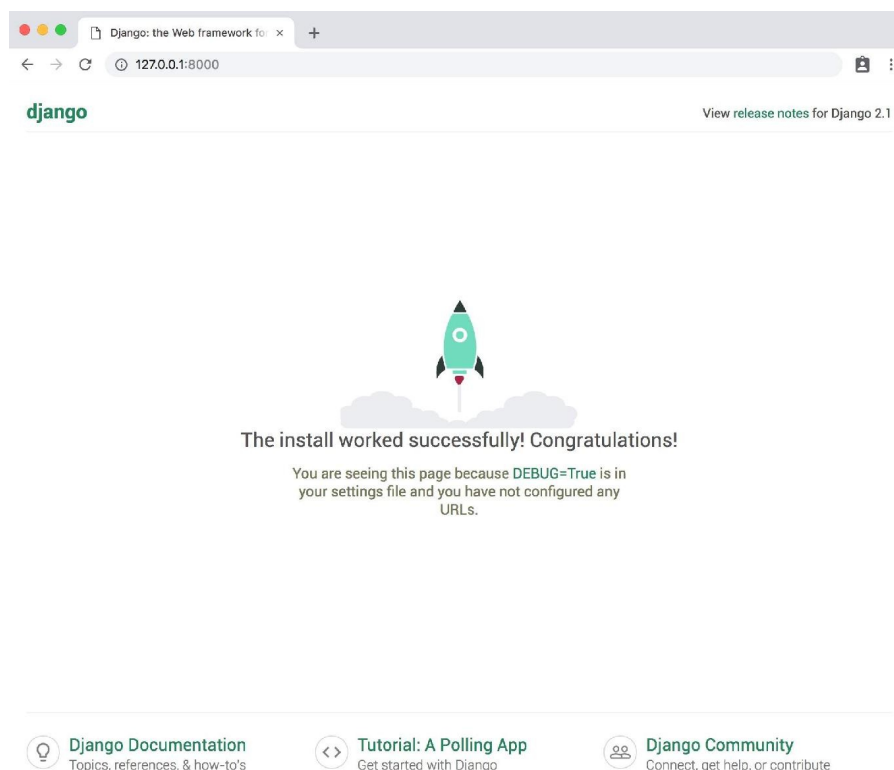 Django: the Web framework for
127.0.0.1:8000
django
View release notes for Django 2.1
The install worked successfully! Congratulations!
You are seeing this page because DEBUG=True is in
your settings file and you have not configured any
URLs.
Django Documentation
Topics, references, & how-to's
Tutorial: A Polling App
Get started with Django
Django Community
Connect, get help, or contribute